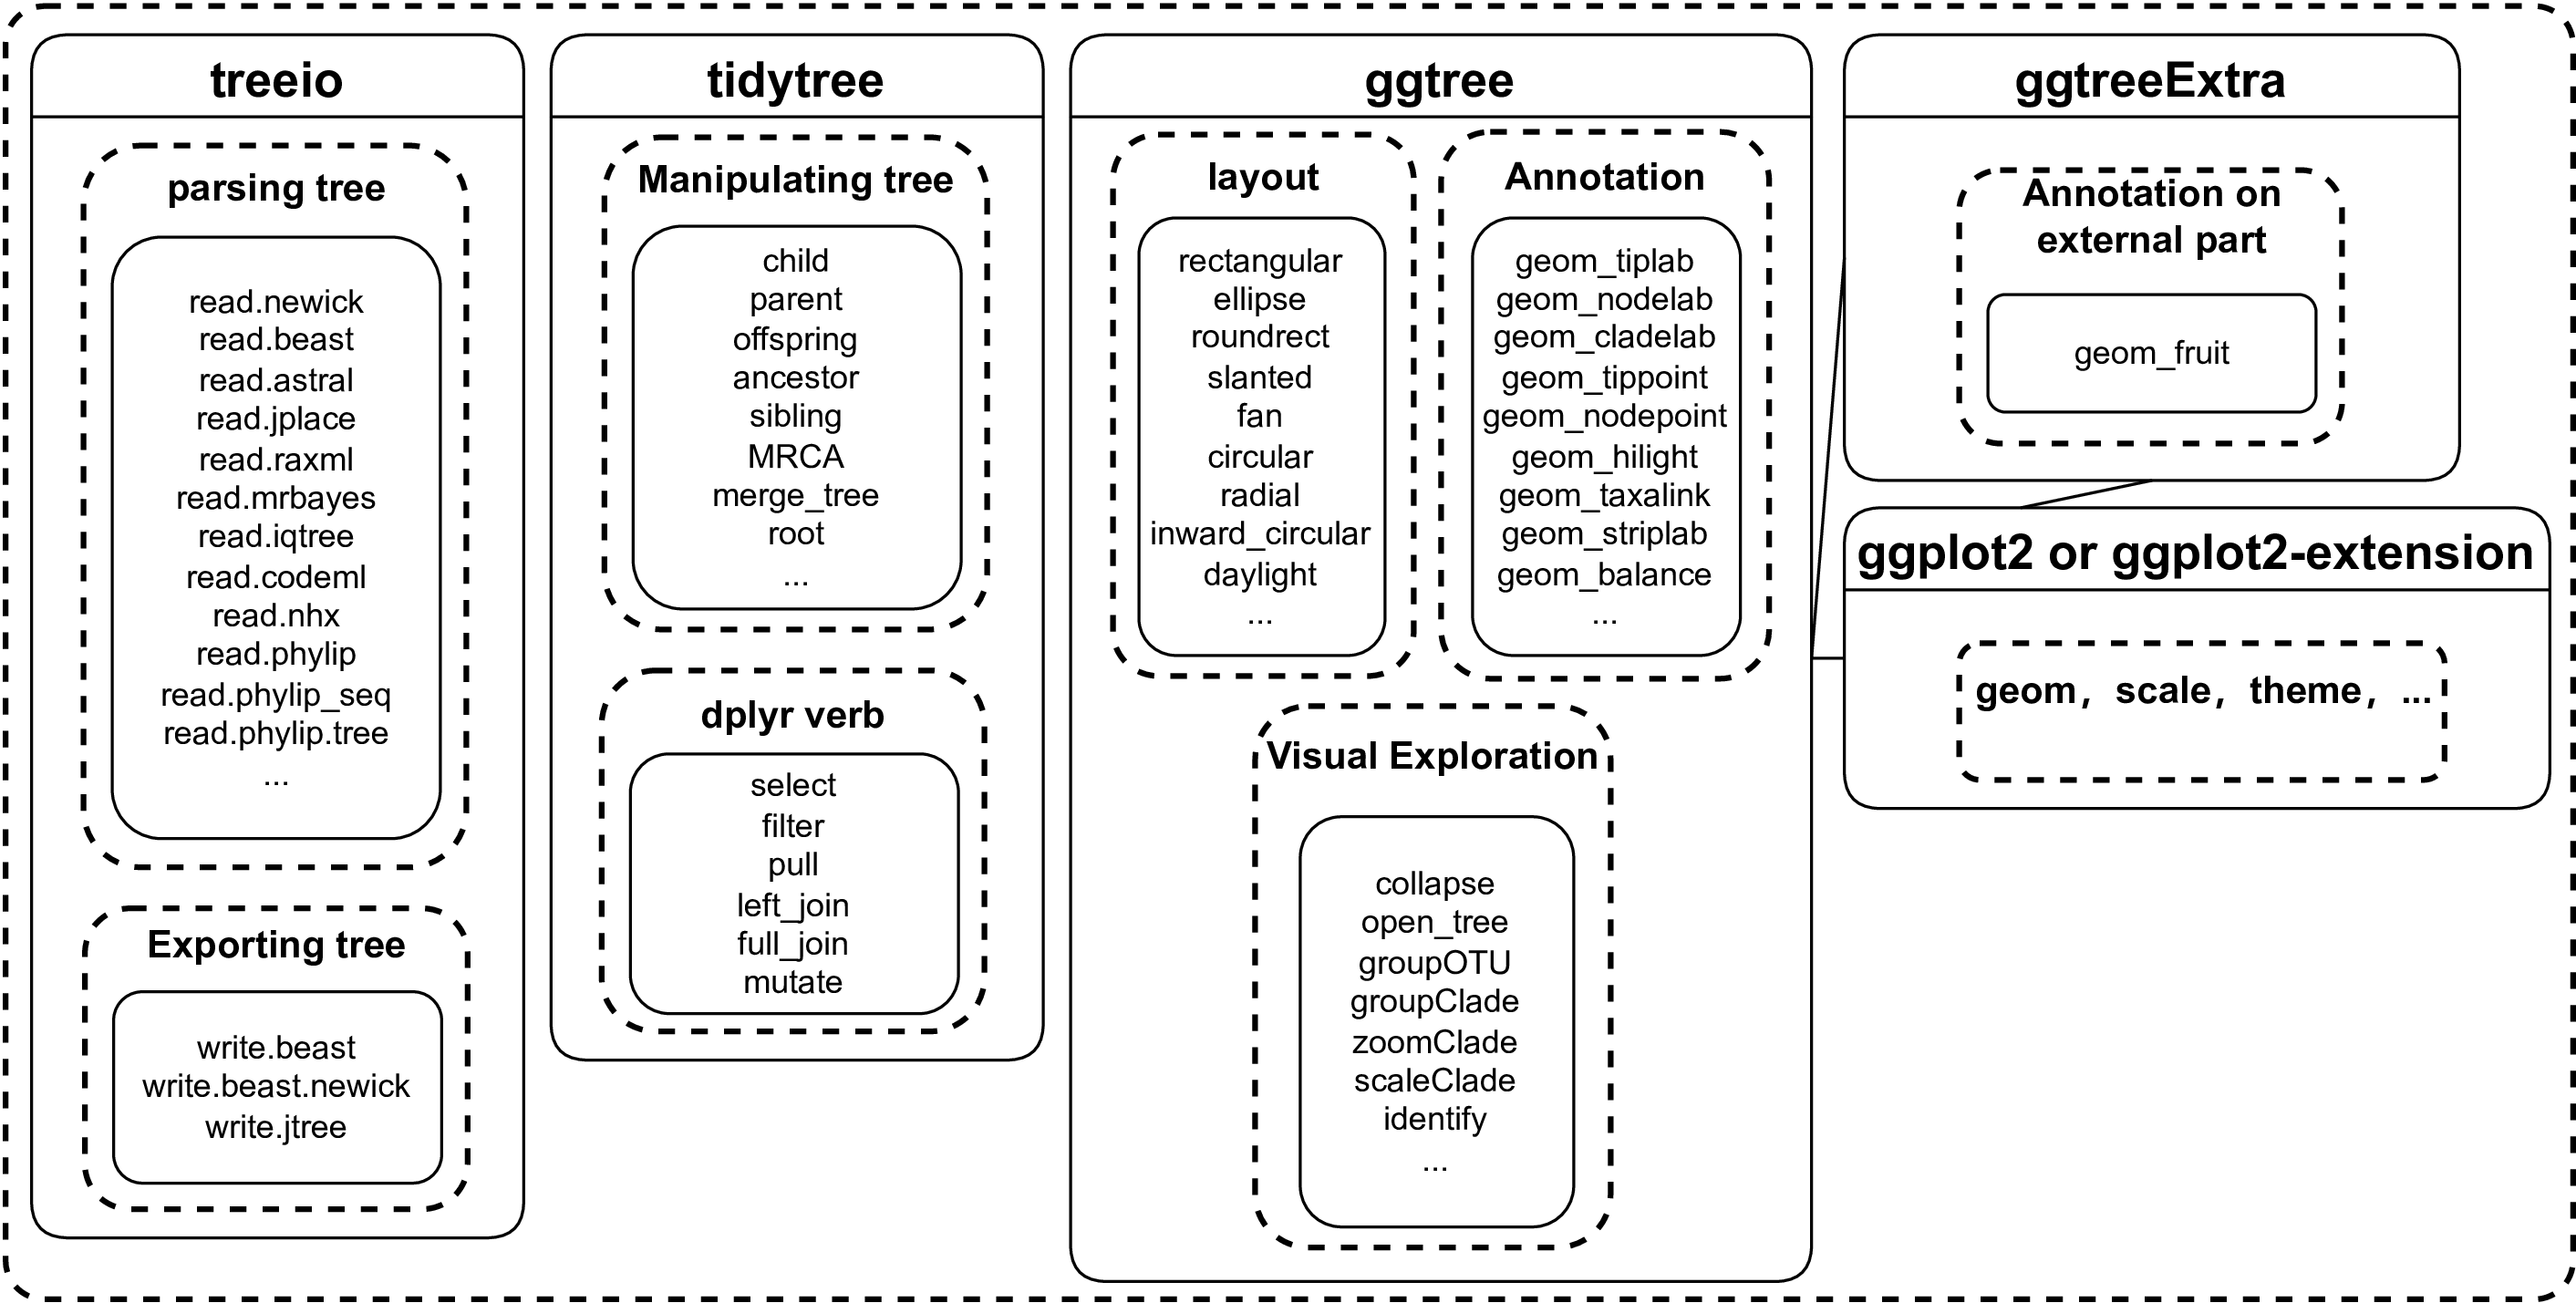 treeio
parsing tree
read.newick
read.beast
read.astral
read.jplace
read.raxml
read.mrbayes
read.iqtree
read.codeml
read.nhx
read.phylip
read.phylip_seq
read.phylip.tree
...
Exporting tree
write.beast
write.beast.newick
write.jtree
tidytree
Manipulating tree
child
parent
offspring
ancestor
sibling
MRCA
merge_tree
root
...
dplyr verb
select
filter
pull
left_join
full_join
mutate
ggtree
layout
rectangular
ellipse
roundrect
slanted
fan
circular
radial
inward_circular
daylight
...
Annotation
geom_tiplab
geom_nodelab
geom_cladelab
geom_tippoint
geom_nodepoint
geom_hilight
geom_taxalink
geom_striplab
geom_balance
...
Visual Exploration
collapse
open_tree
groupOTU
groupClade
zoomClade
scaleClade
identify
...
ggtreeExtra
Annotation on
external part
geom_fruit
ggplot2 or ggplot2-extension
geom, scale, theme, ...